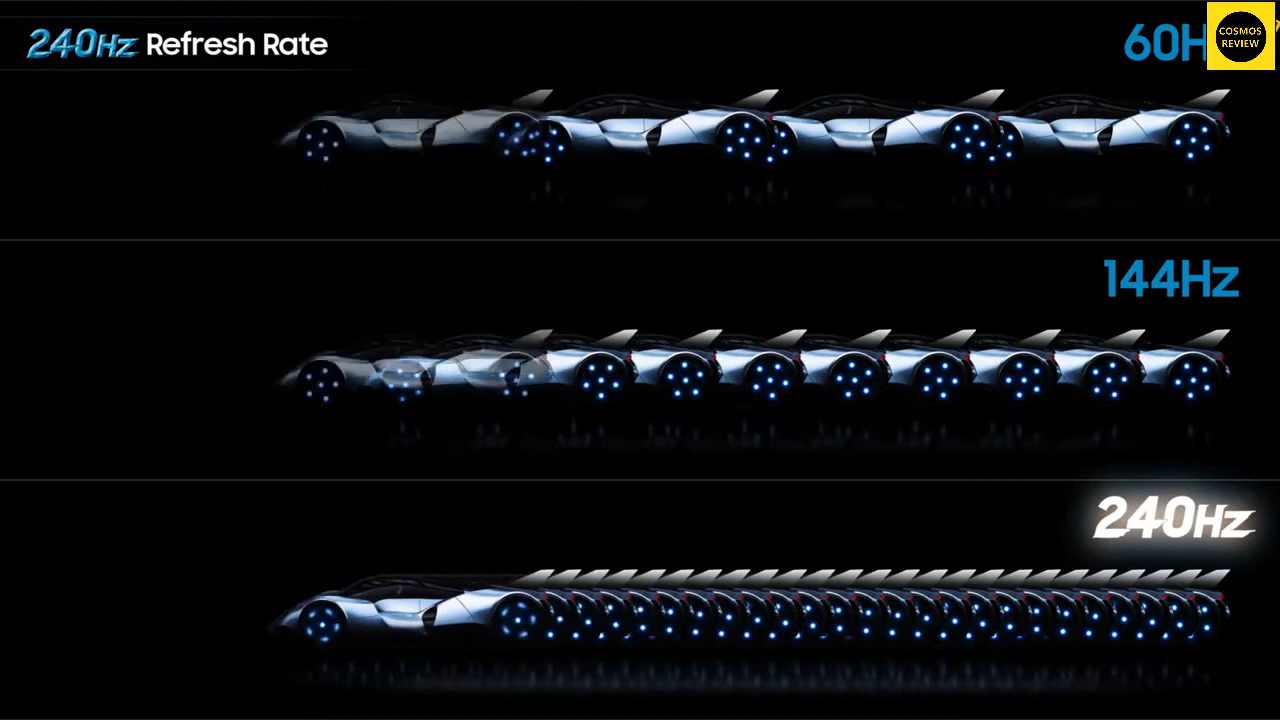 240Hz Refresh Rate
60H
COSMOS
REVIEW
144Hz
240Hz